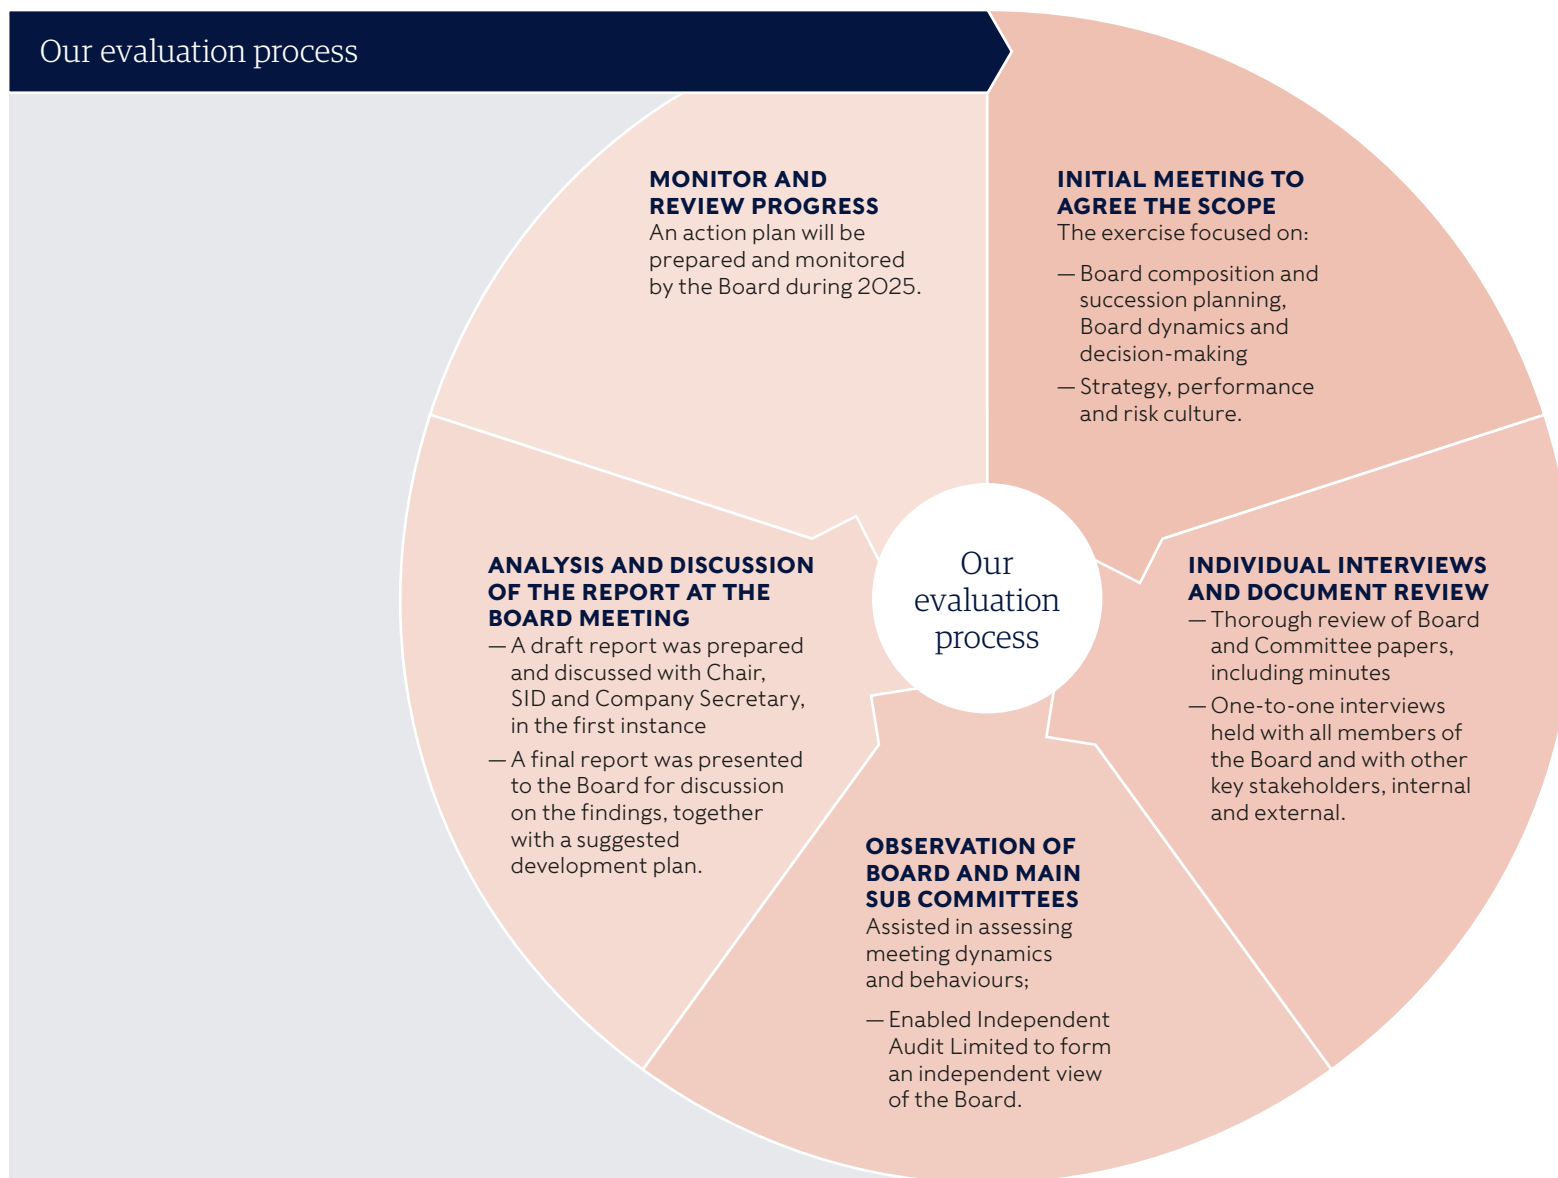 Our evaluation process
INITIAL MEETING TO
AGREE THE SCOPE
The exercise focused on:
— Board composition and
succession planning,
Board dynamics and
decision-making
— Strategy, performance
and risk culture.
INDIVIDUAL INTERVIEWS
AND DOCUMENT REVIEW
— Thorough review of Board
and Committee papers,
including minutes
— One-to-one interviews
held with all members of
the Board and with other
key stakeholders, internal
and external.
OBSERVATION OF
BOARD AND MAIN
SUB COMMITTEES
Assisted in assessing
meeting dynamics
and behaviours;
— Enabled Independent
Audit Limited to form
an independent view
of the Board.
ANALYSIS AND DISCUSSION
OF THE REPORT AT THE
BOARD MEETING
— A draft report was prepared
and discussed with Chair,
SID and Company Secretary,
in the first instance
— A final report was presented
to the Board for discussion
on the findings, together
with a suggested
development plan.
MONITOR AND
REVIEW PROGRESS
An action plan will be
prepared and monitored
by the Board during 2025.
Our
evaluation
process